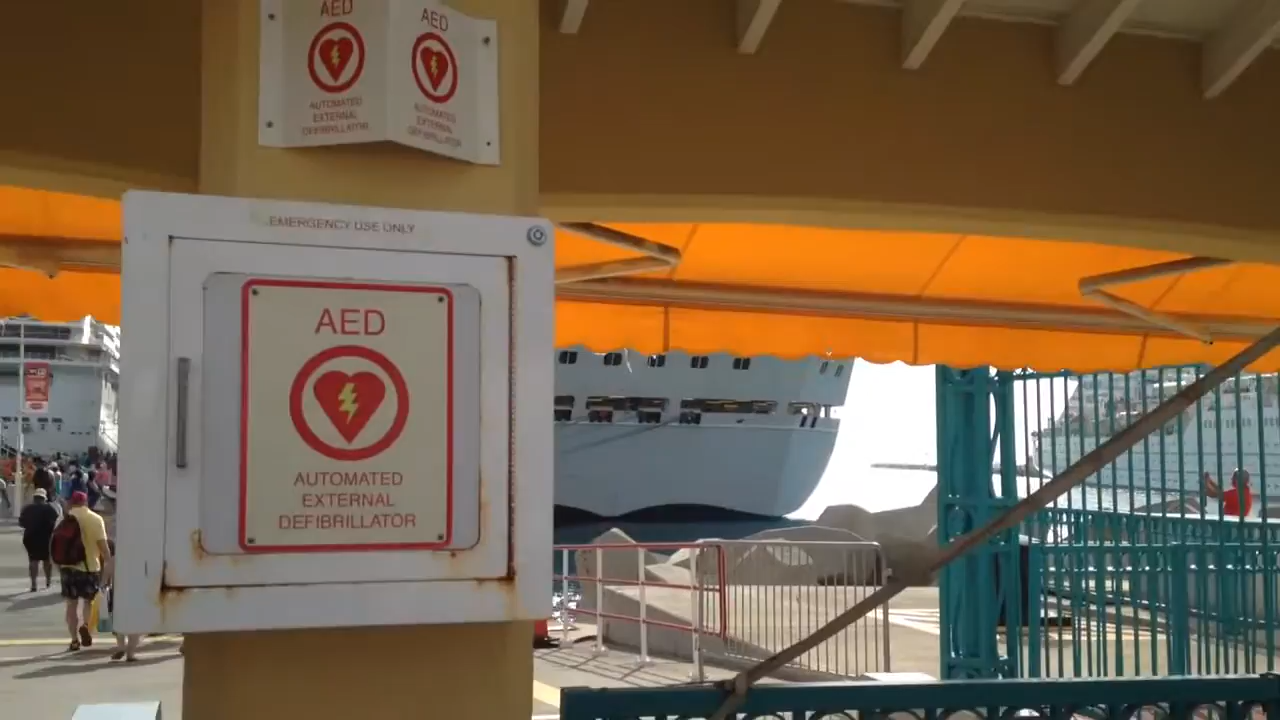 AED
AUTOMATED
EXTERNAL
DEFIBRILLATOR
AED
AUTOMATED
EXTERNAL
DEFIBRILLATOR
EMERGENCY USE ONLY
AED
AUTOMATED
EXTERNAL
DEFIBRILLATOR